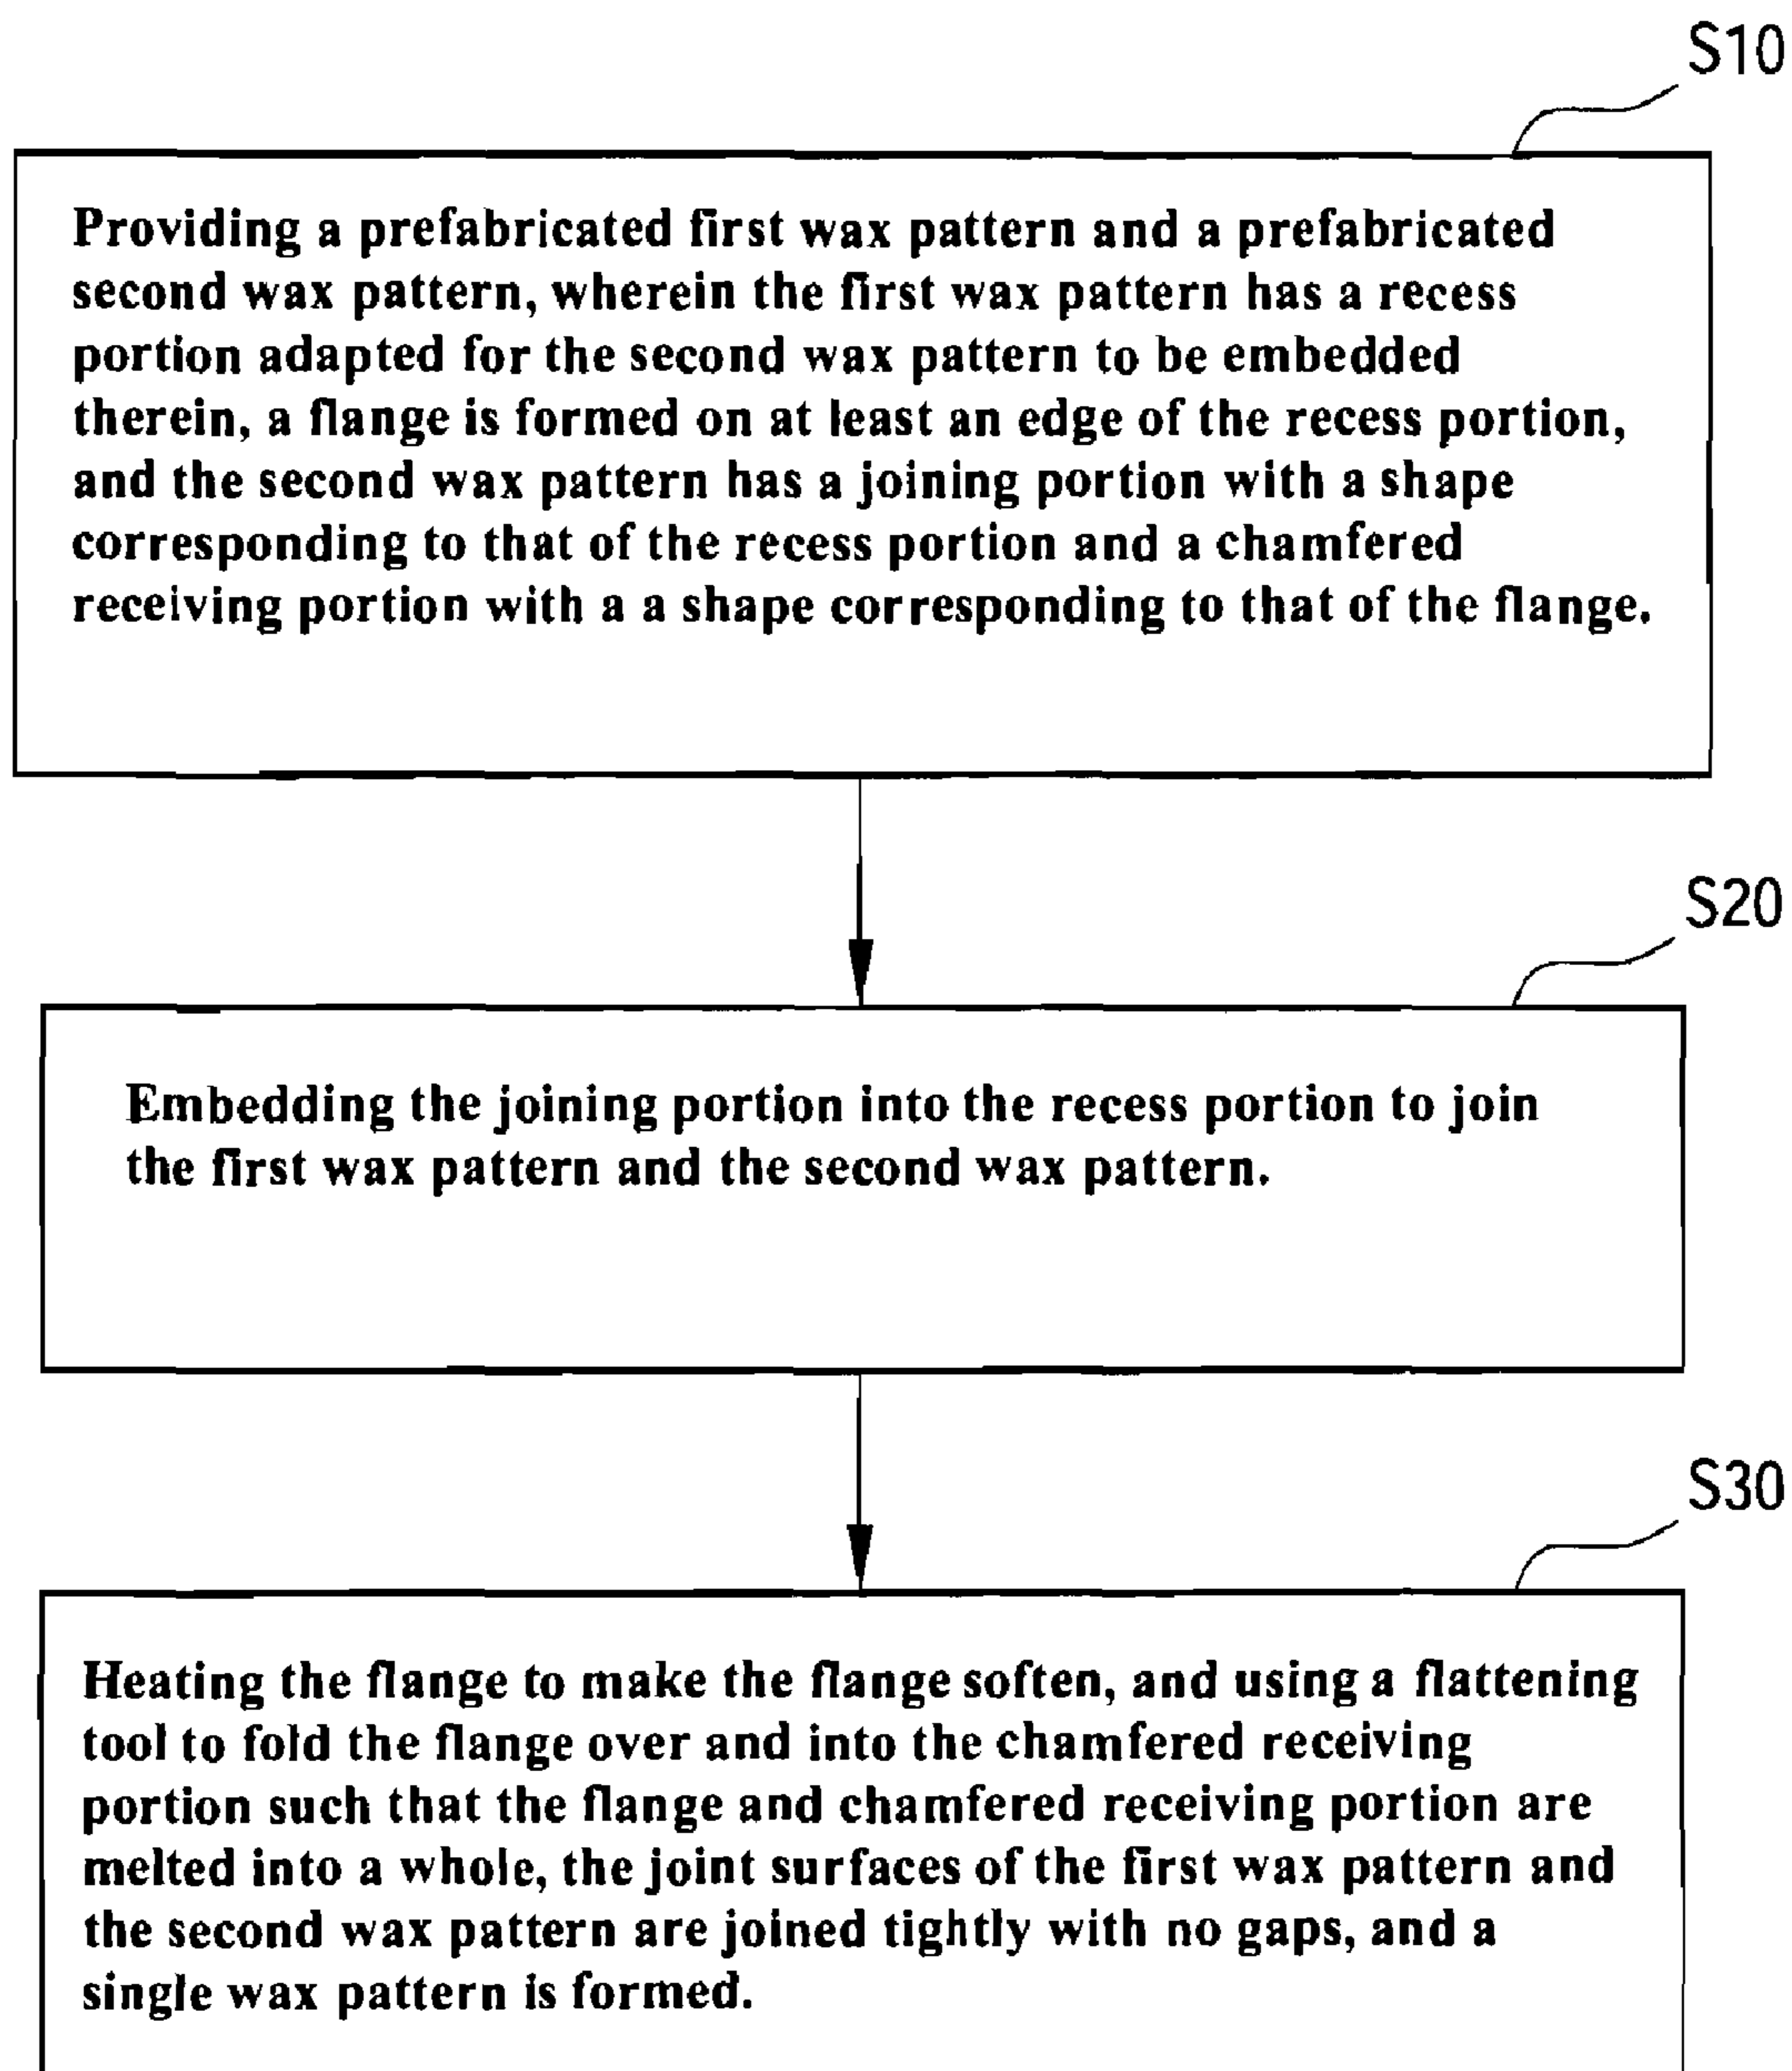 S10
Providing a prefabricated first wax pattern and a prefabricated
second wax pattern, wherein the first wax pattern has a recess
portion adapted for the second wax pattern to be embedded
therein, a flange is formed on at least an edge of the recess portion,
and the second wax pattern has a joining portion with a shape
corresponding to that of the recess portion and a chamfered
receiving portion with a a shape corresponding to that of the flange.
S20
Embedding the joining portion into the recess portion to join
the first wax pattern and the second wax pattern.
S30
Heating the flange to make the flange soften, and using a flattening
tool to fold the flange over and into the chamfered receiving
portion such that the flange and chamfered receiving portion are
melted into a whole, the joint surfaces of the first wax pattern and
the second wax pattern are joined tightly with no gaps, and a
single wax pattern is formed.